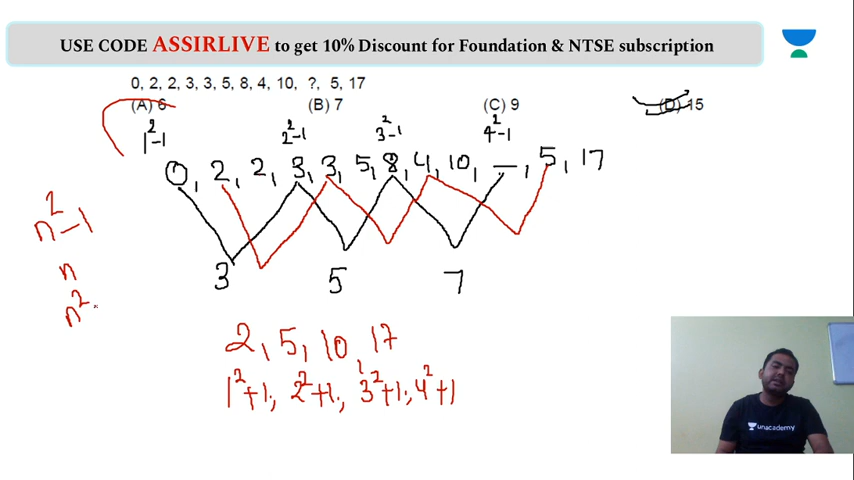 USE CODE ASSIRLIVE to get 10% Discount for Foundation & NTSE subscription
0, 2, 2, 3, 3, 5, 8, 4, 10, ?, 5, 17
(A) 6 (B) 7 (C) 9 (D) 15
1²-1 2²-1 3²-1 4²-1
0, 2, 2, 3, 3, 5, 8, 4, 10, —, 5, 17
n²-1
n
n²
3 5 7
2, 5, 10, 17
1²+1, 2²+1, 3²+1, 4²+1
unacademy